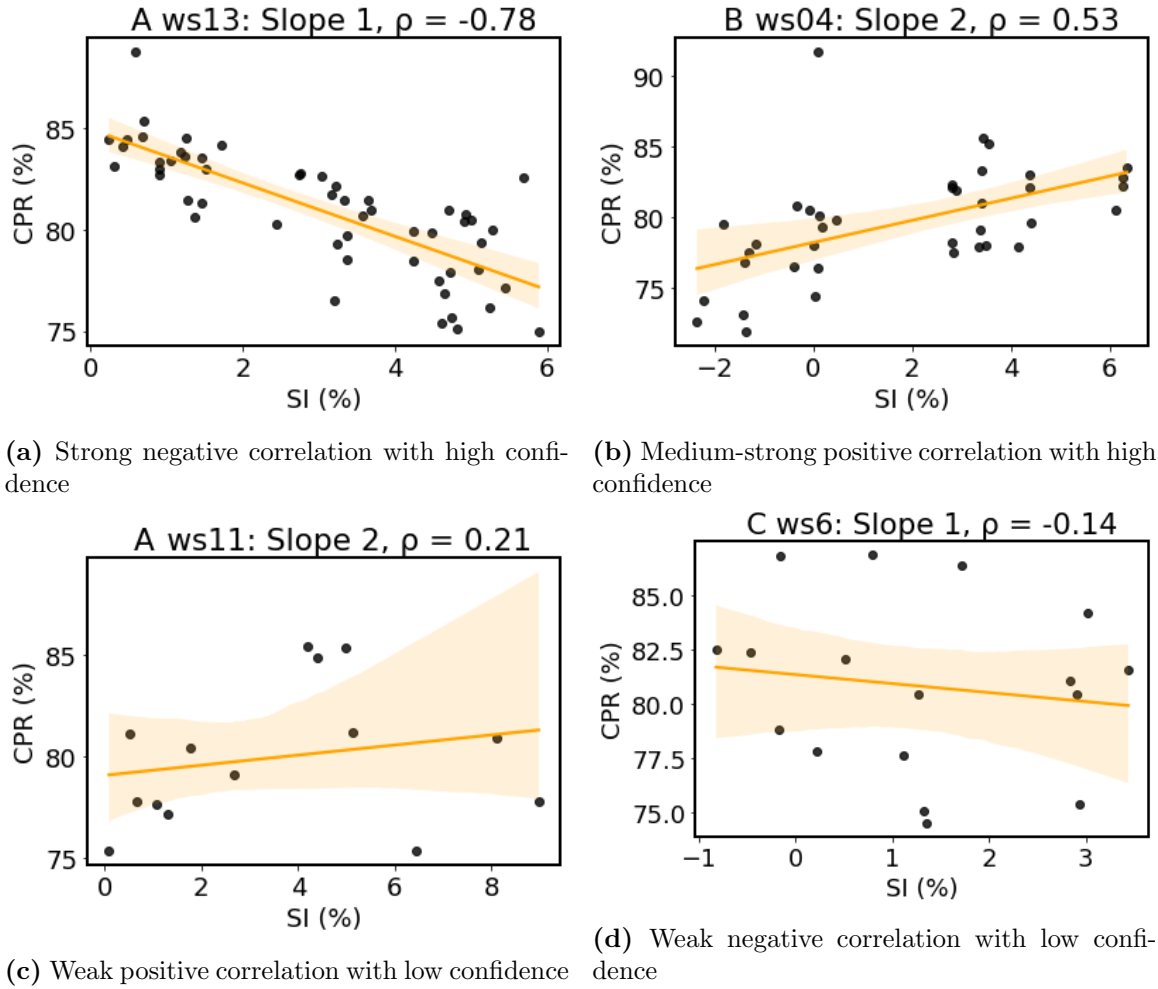 A ws13: Slope 1, ρ = -0.78
CPR (%)
85
80
75
0 2 4 6
SI (%)
(a) Strong negative correlation with high confi-
dence
B ws04: Slope 2, ρ = 0.53
CPR (%)
90
85
80
75
−2 0 2 4 6
SI (%)
(b) Medium-strong positive correlation with high
confidence
A ws11: Slope 2, ρ = 0.21
CPR (%)
85
80
75
0 2 4 6 8
SI (%)
(c) Weak positive correlation with low confidence
C ws6: Slope 1, ρ = -0.14
CPR (%)
85.0
82.5
80.0
77.5
75.0
−1 0 1 2 3
SI (%)
(d) Weak negative correlation with low confi-
dence